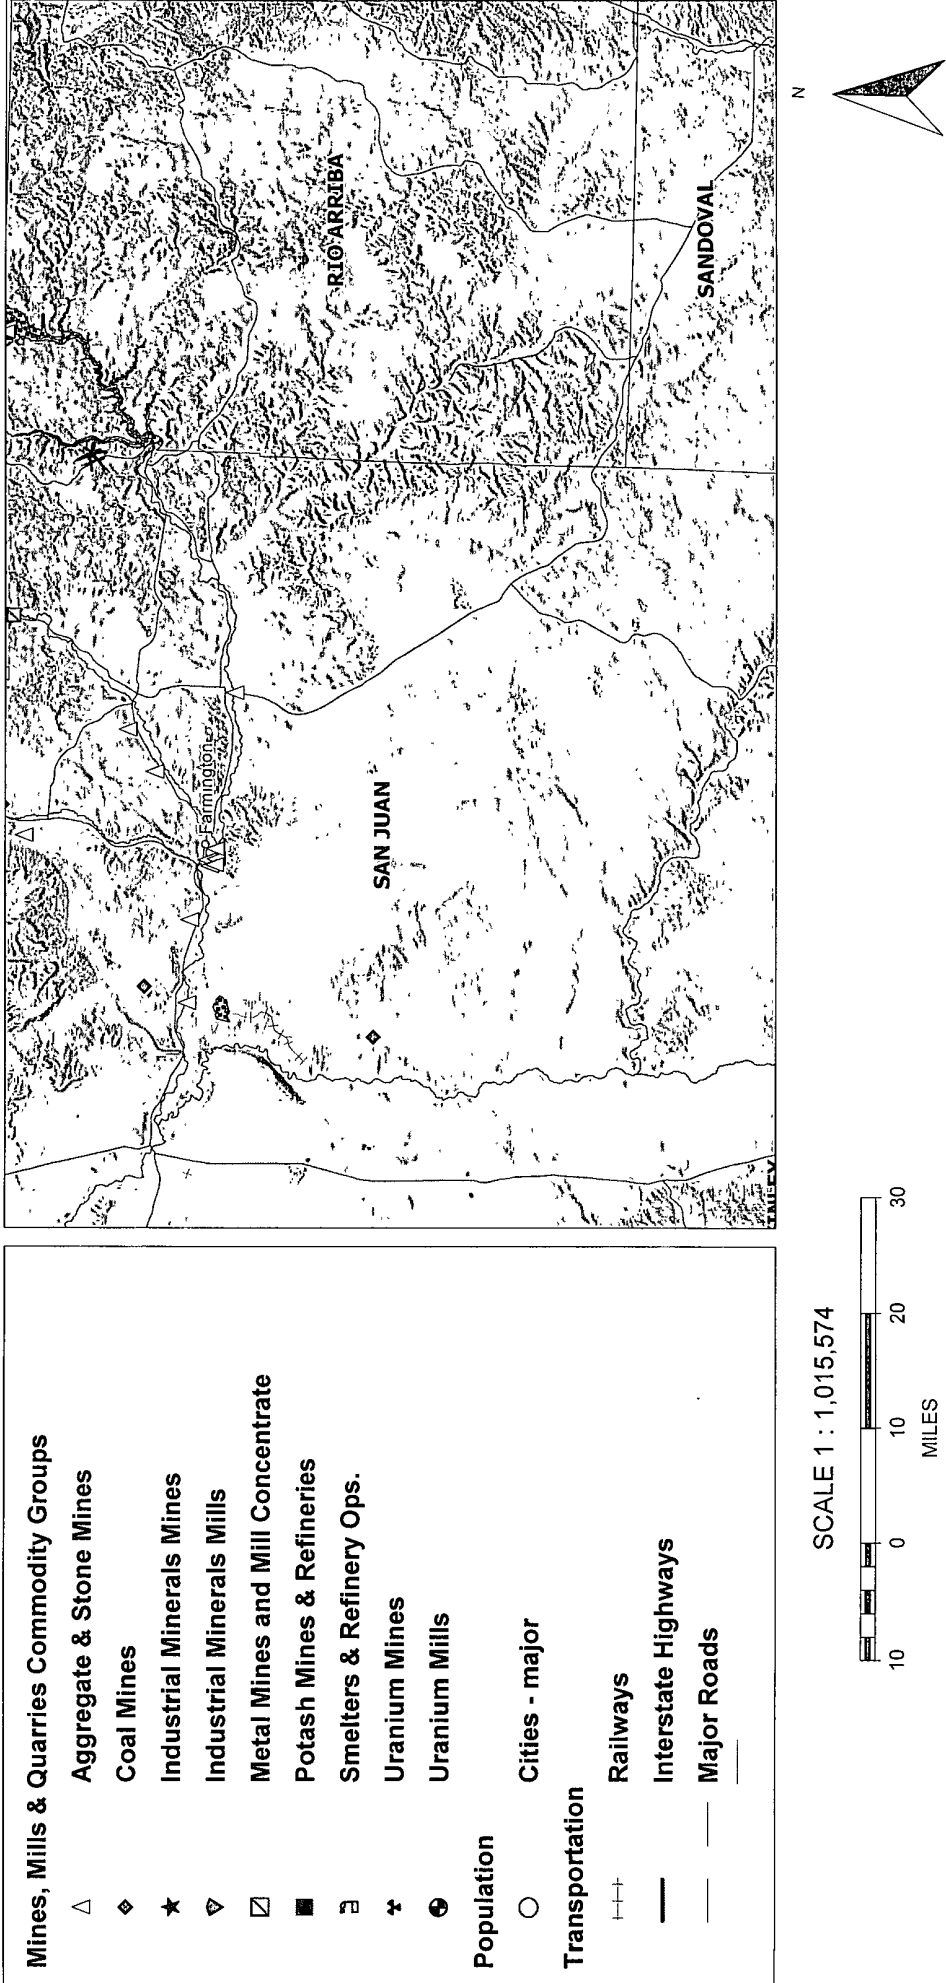 Mines, Mills & Quarries Commodity Groups
Aggregate & Stone Mines
Coal Mines
Industrial Minerals Mines
Industrial Minerals Mills
Metal Mines and Mill Concentrate
Potash Mines & Refineries
Smelters & Refinery Ops.
Uranium Mines
Uranium Mills
Population
Cities - major
Transportation
Railways
Interstate Highways
Major Roads
Farmington
SAN JUAN
RIO ARRIBA
SANDOVAL
N
SCALE 1 : 1,015,574
10 0 10 20 30
MILES